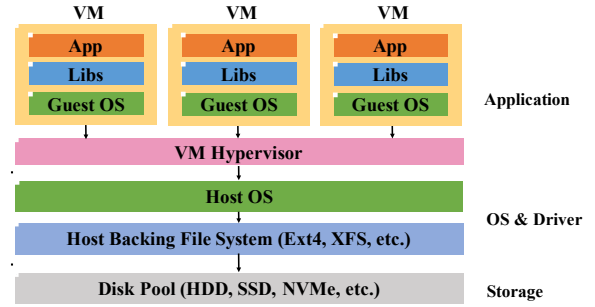 VM VM VM
App App App
Libs Libs Libs
Guest OS Guest OS Guest OS
Application
VM Hypervisor
Host OS
OS & Driver
Host Backing File System (Ext4, XFS, etc.)
Disk Pool (HDD, SSD, NVMe, etc.)
Storage